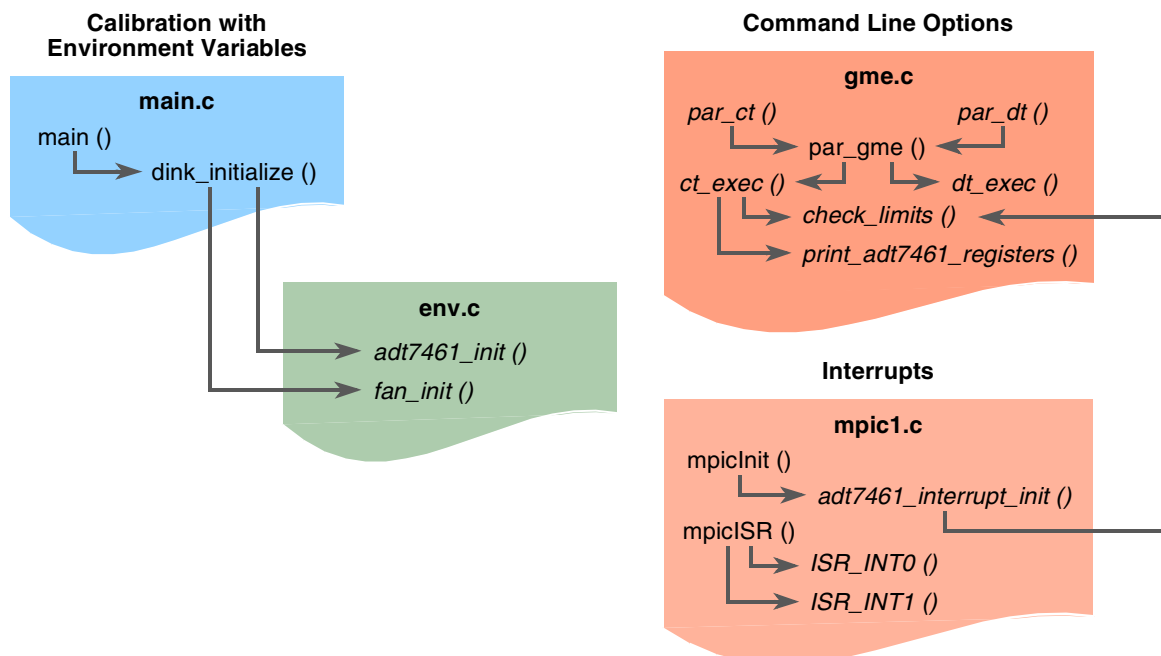 Calibration with
Environment Variables
main.c
main ()
dink_initialize ()
env.c
adt7461_init ()
fan_init ()
Command Line Options
gme.c
par_ct ()
par_dt ()
par_gme ()
ct_exec ()
dt_exec ()
check_limits ()
print_adt7461_registers ()
Interrupts
mpic1.c
mpicInit ()
adt7461_interrupt_init ()
mpicISR ()
ISR_INT0 ()
ISR_INT1 ()